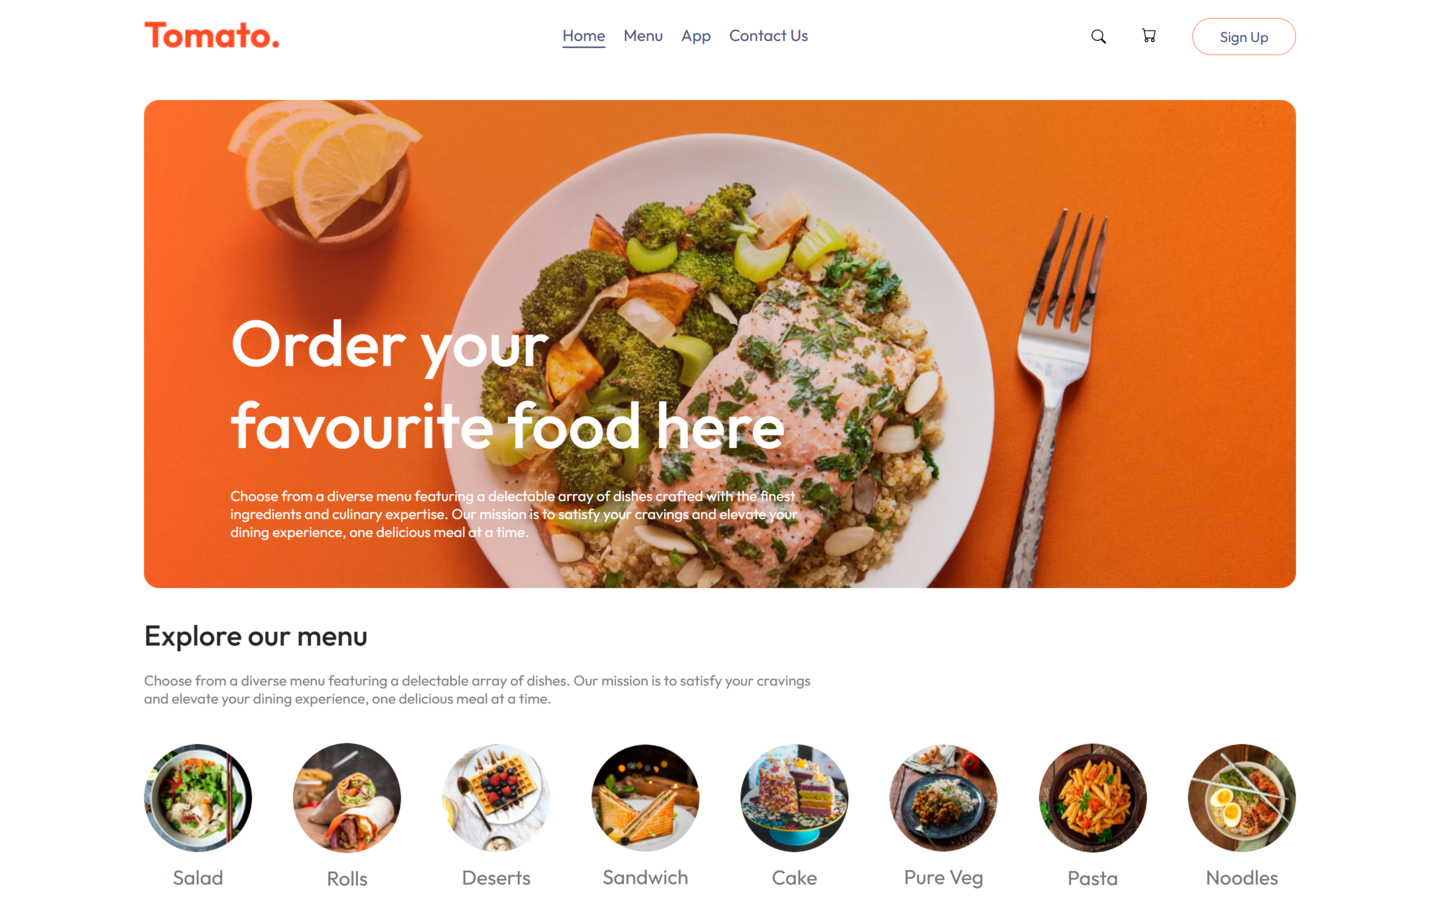 Tomato.
Home Menu App Contact Us
Sign Up
Order your
favourite food here
Choose from a diverse menu featuring a delectable array of dishes crafted with the finest
ingredients and culinary expertise. Our mission is to satisfy your cravings and elevate your
dining experience, one delicious meal at a time.
Explore our menu
Choose from a diverse menu featuring a delectable array of dishes. Our mission is to satisfy your cravings
and elevate your dining experience, one delicious meal at a time.
Salad Rolls Deserts Sandwich Cake Pure Veg Pasta Noodles